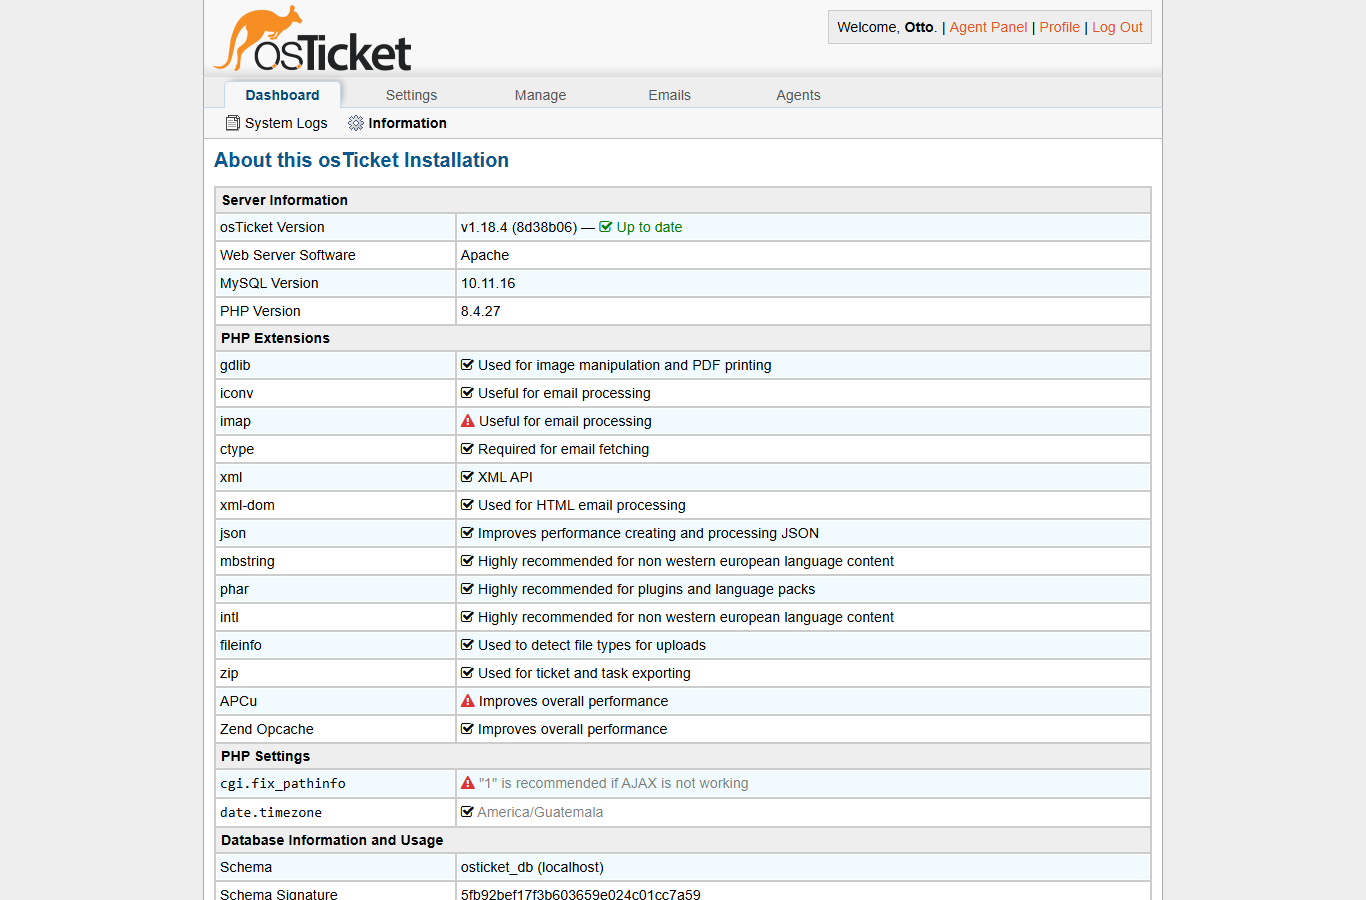 osTicket
Welcome, Otto. | Agent Panel | Profile | Log Out
Dashboard Settings Manage Emails Agents
System Logs Information
About this osTicket Installation
Server Information
osTicket Version v1.18.4 (8d38b06) — Up to date
Web Server Software Apache
MySQL Version 10.11.16
PHP Version 8.4.27
PHP Extensions
gdlib Used for image manipulation and PDF printing
iconv Useful for email processing
imap Useful for email processing
ctype Required for email fetching
xml XML API
xml-dom Used for HTML email processing
json Improves performance creating and processing JSON
mbstring Highly recommended for non western european language content
phar Highly recommended for plugins and language packs
intl Highly recommended for non western european language content
fileinfo Used to detect file types for uploads
zip Used for ticket and task exporting
APCu Improves overall performance
Zend Opcache Improves overall performance
PHP Settings
cgi.fix_pathinfo "1" is recommended if AJAX is not working
date.timezone America/Guatemala
Database Information and Usage
Schema osticket_db (localhost)
Schema Signature 5fb92bef17f3b603659e024c01cc7a59